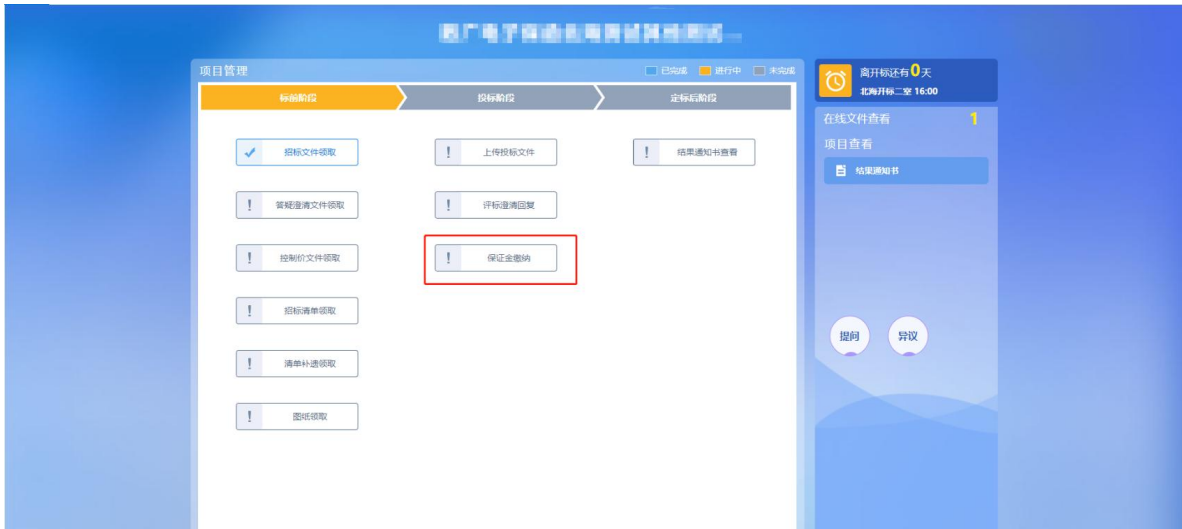 项目管理
已完成 进行中 未完成
标前阶段 投标阶段 定标后阶段
招标文件领取 上传投标文件 结果通知书查看
答疑澄清文件领取 评标澄清回复
控制价文件领取 保证金缴纳
招标清单领取
清单补遗领取
图纸领取
离开标还有0天
北海开标二室 16:00
在线文件查看 1
项目查看
结果通知书
提问 异议